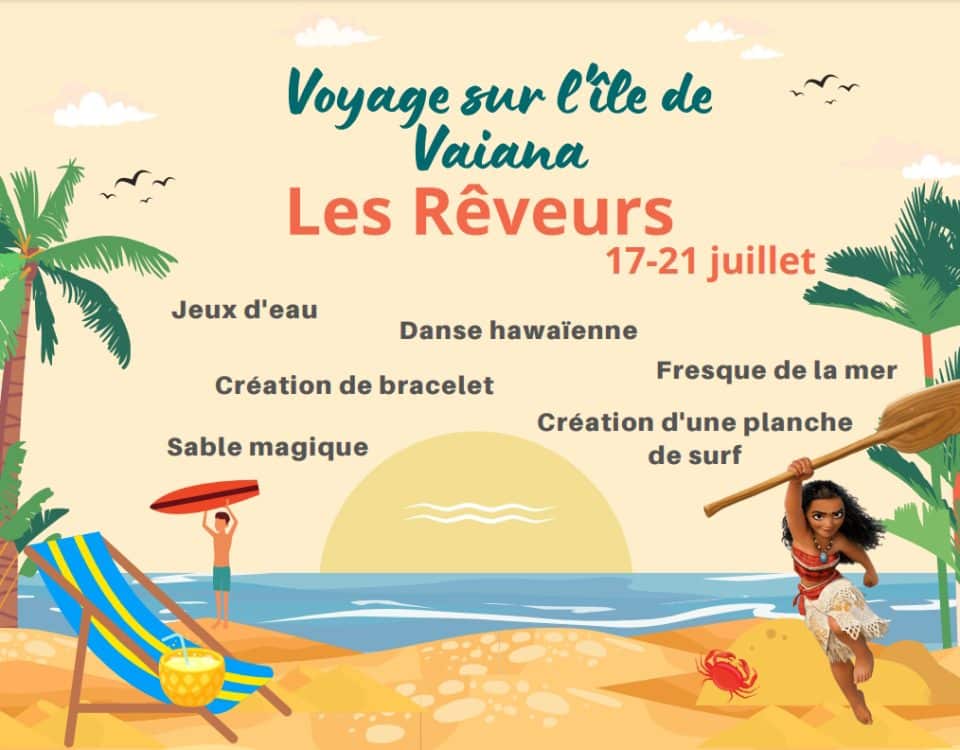 Voyage sur l'île de
Vaiana
Les Rêveurs
17-21 juillet
Jeux d'eau
Danse hawaïenne
Fresque de la mer
Création de bracelet
Création d'une planche
de surf
Sable magique